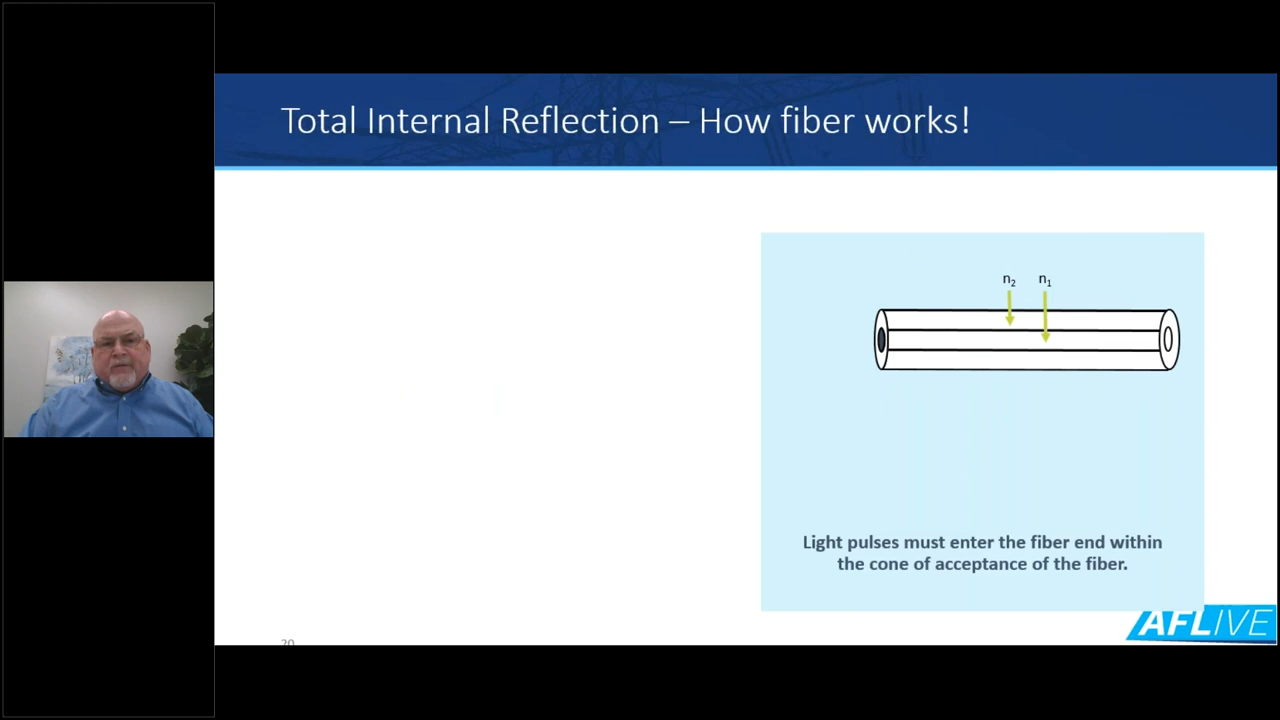 Total Internal Reflection – How fiber works!
n₂ n₁
Light pulses must enter the fiber end within
the cone of acceptance of the fiber.
AFLIVE
20